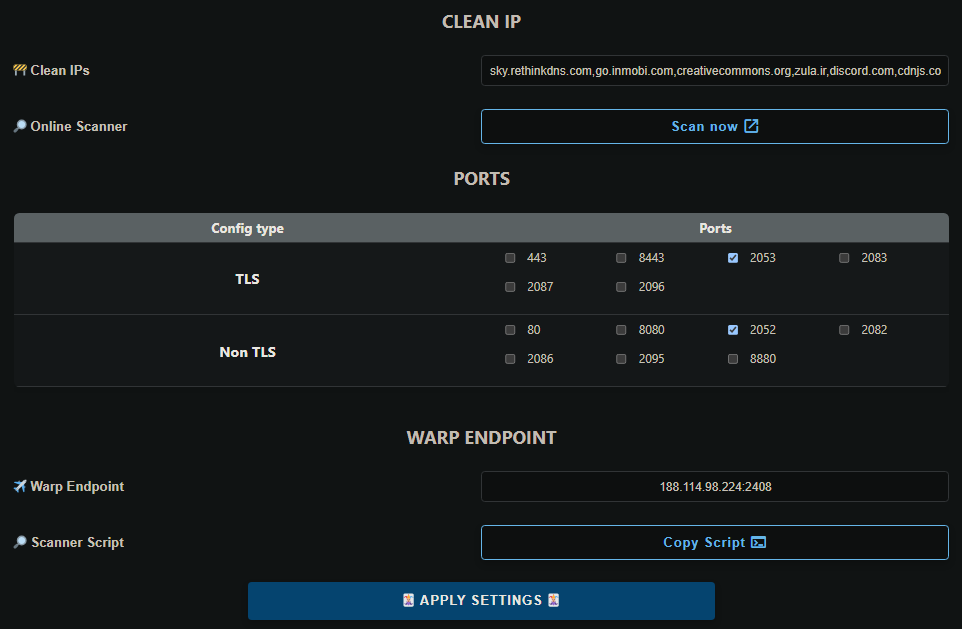 CLEAN IP
🚧 Clean IPs
sky.rethinkdns.com,go.inmobi.com,creativecommons.org,zula.ir,discord.com,cdnjs.co
🔎 Online Scanner
Scan now
PORTS
Config type Ports
TLS
443 8443 2053 2083
2087 2096
Non TLS
80 8080 2052 2082
2086 2095 8880
WARP ENDPOINT
✈️ Warp Endpoint
188.114.98.224:2408
🔎 Scanner Script
Copy Script
🃏 APPLY SETTINGS 🃏